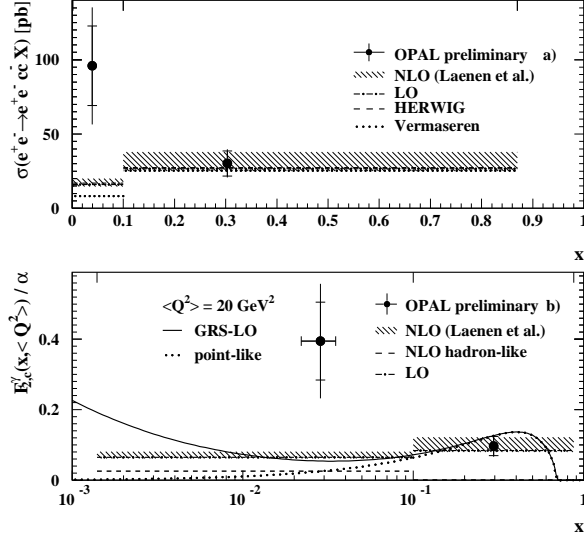 σ(e⁺e⁻→e⁺e⁻ cc X) [pb]
100
50
0
OPAL preliminary a)
NLO (Laenen et al.)
LO
HERWIG
Vermaseren
0 0.1 0.2 0.3 0.4 0.5 0.6 0.7 0.8 0.9 1
x
F₂,cᵞ(x,<Q²>) / α
0.4
0.2
0
<Q²> = 20 GeV²
GRS-LO
point-like
OPAL preliminary b)
NLO (Laenen et al.)
NLO hadron-like
LO
10⁻³ 10⁻² 10⁻¹ 1
x